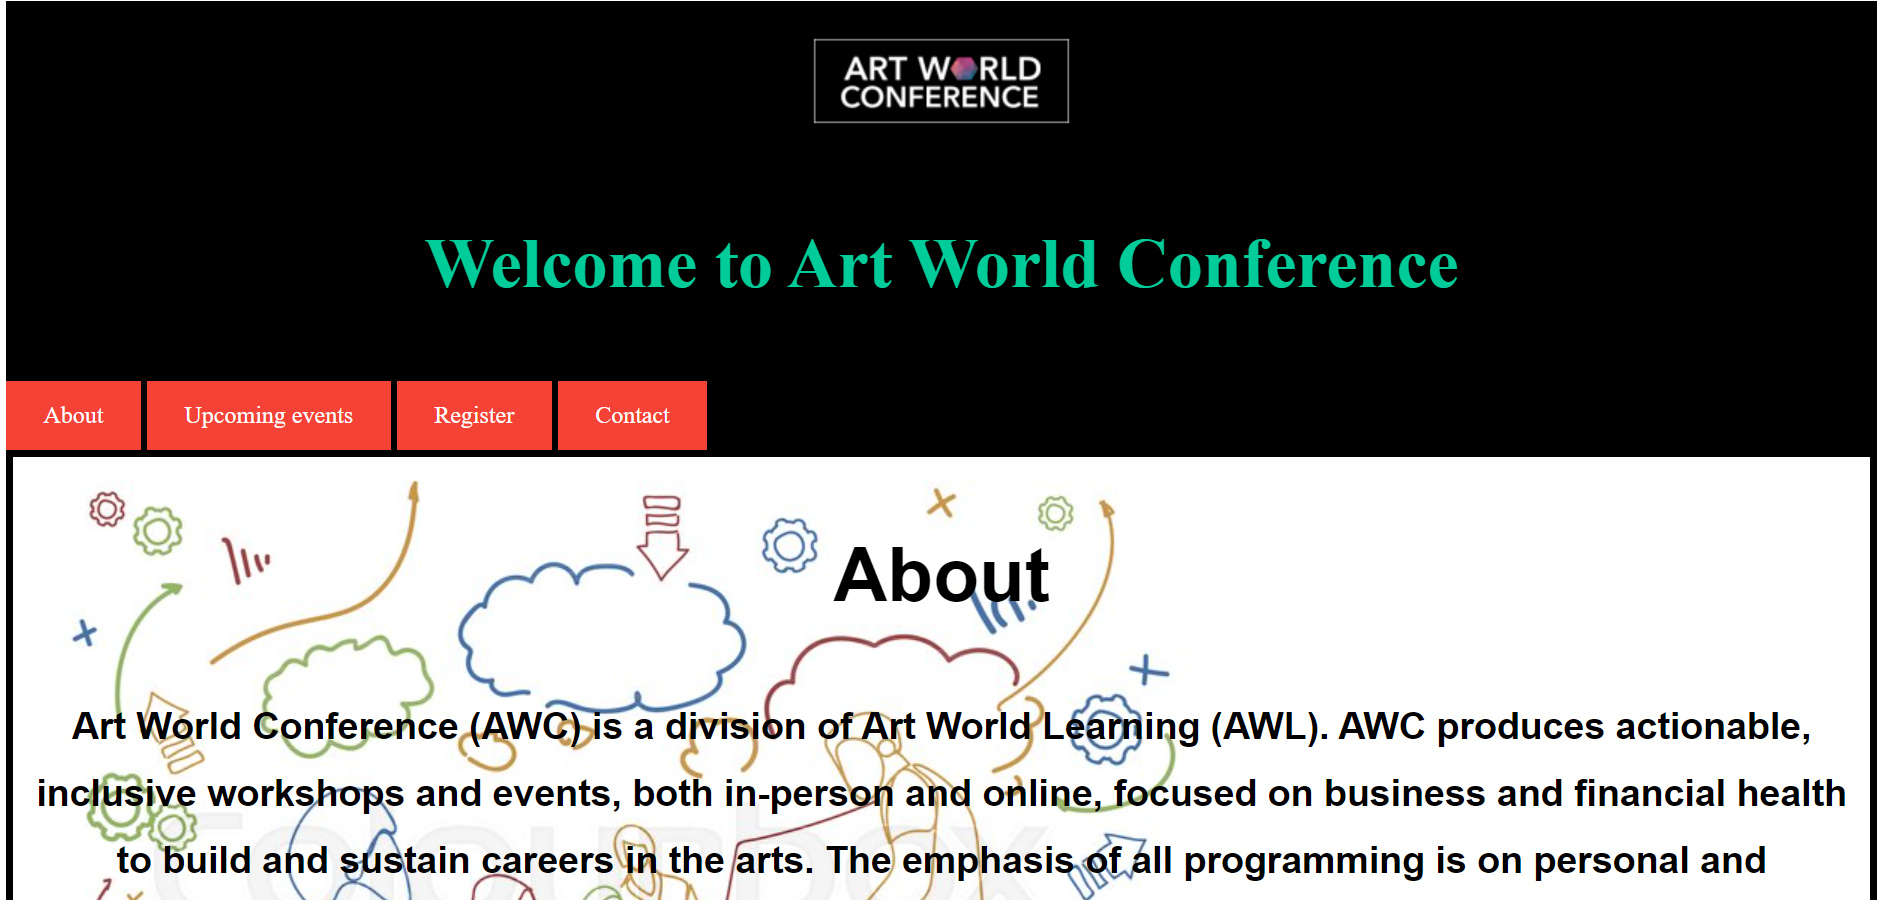 ART WORLD
CONFERENCE
Welcome to Art World Conference
About
Upcoming events
Register
Contact
About
Art World Conference (AWC) is a division of Art World Learning (AWL). AWC produces actionable,
inclusive workshops and events, both in-person and online, focused on business and financial health
to build and sustain careers in the arts. The emphasis of all programming is on personal and
colourbox